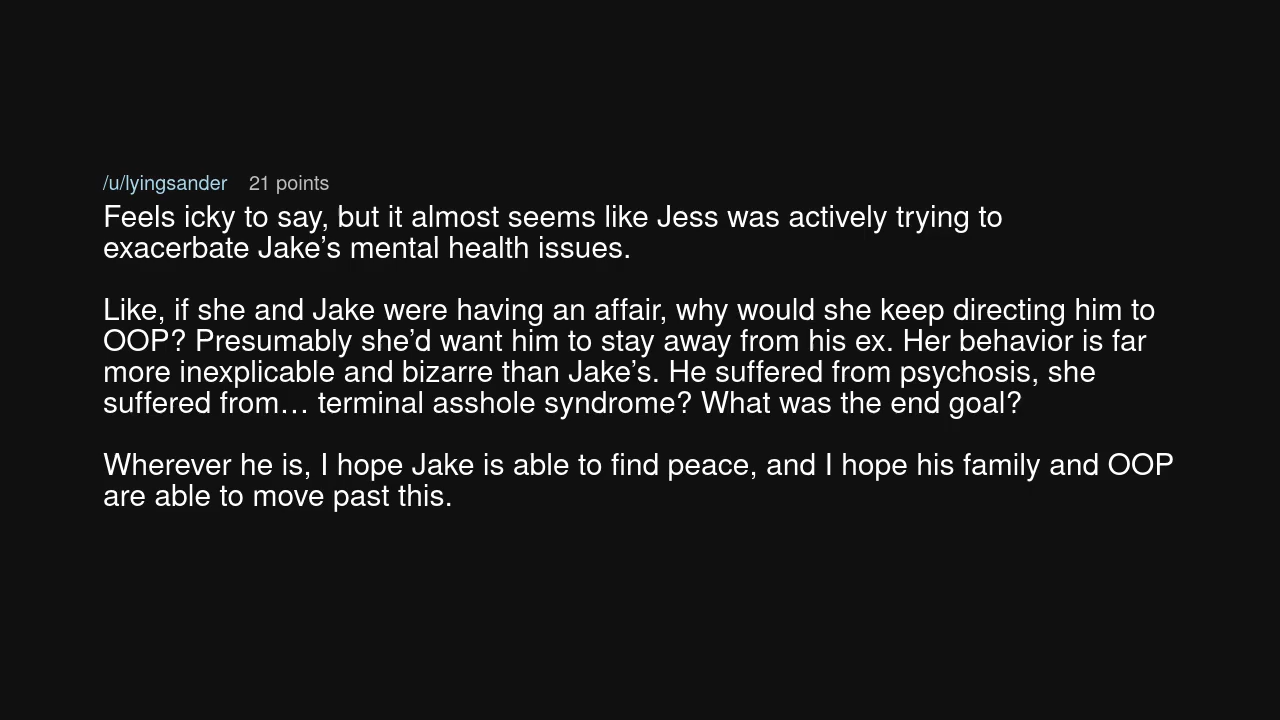 /u/lyingsander 21 points
Feels icky to say, but it almost seems like Jess was actively trying to
exacerbate Jake’s mental health issues.
Like, if she and Jake were having an affair, why would she keep directing him to
OOP? Presumably she’d want him to stay away from his ex. Her behavior is far
more inexplicable and bizarre than Jake’s. He suffered from psychosis, she
suffered from… terminal asshole syndrome? What was the end goal?
Wherever he is, I hope Jake is able to find peace, and I hope his family and OOP
are able to move past this.